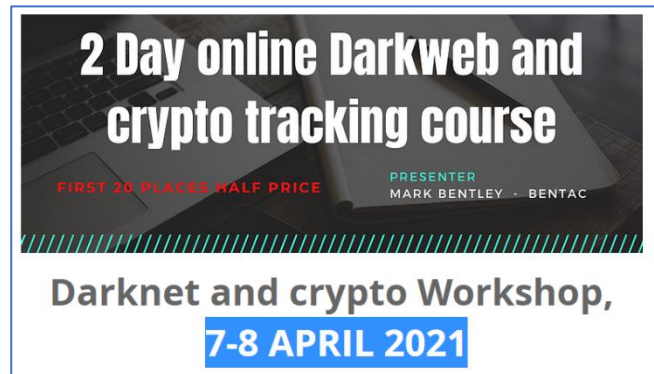 2 Day online Darkweb and
crypto tracking course
FIRST 20 PLACES HALF PRICE
PRESENTER
MARK BENTLEY - BENTAC
Darknet and crypto Workshop,
7-8 APRIL 2021